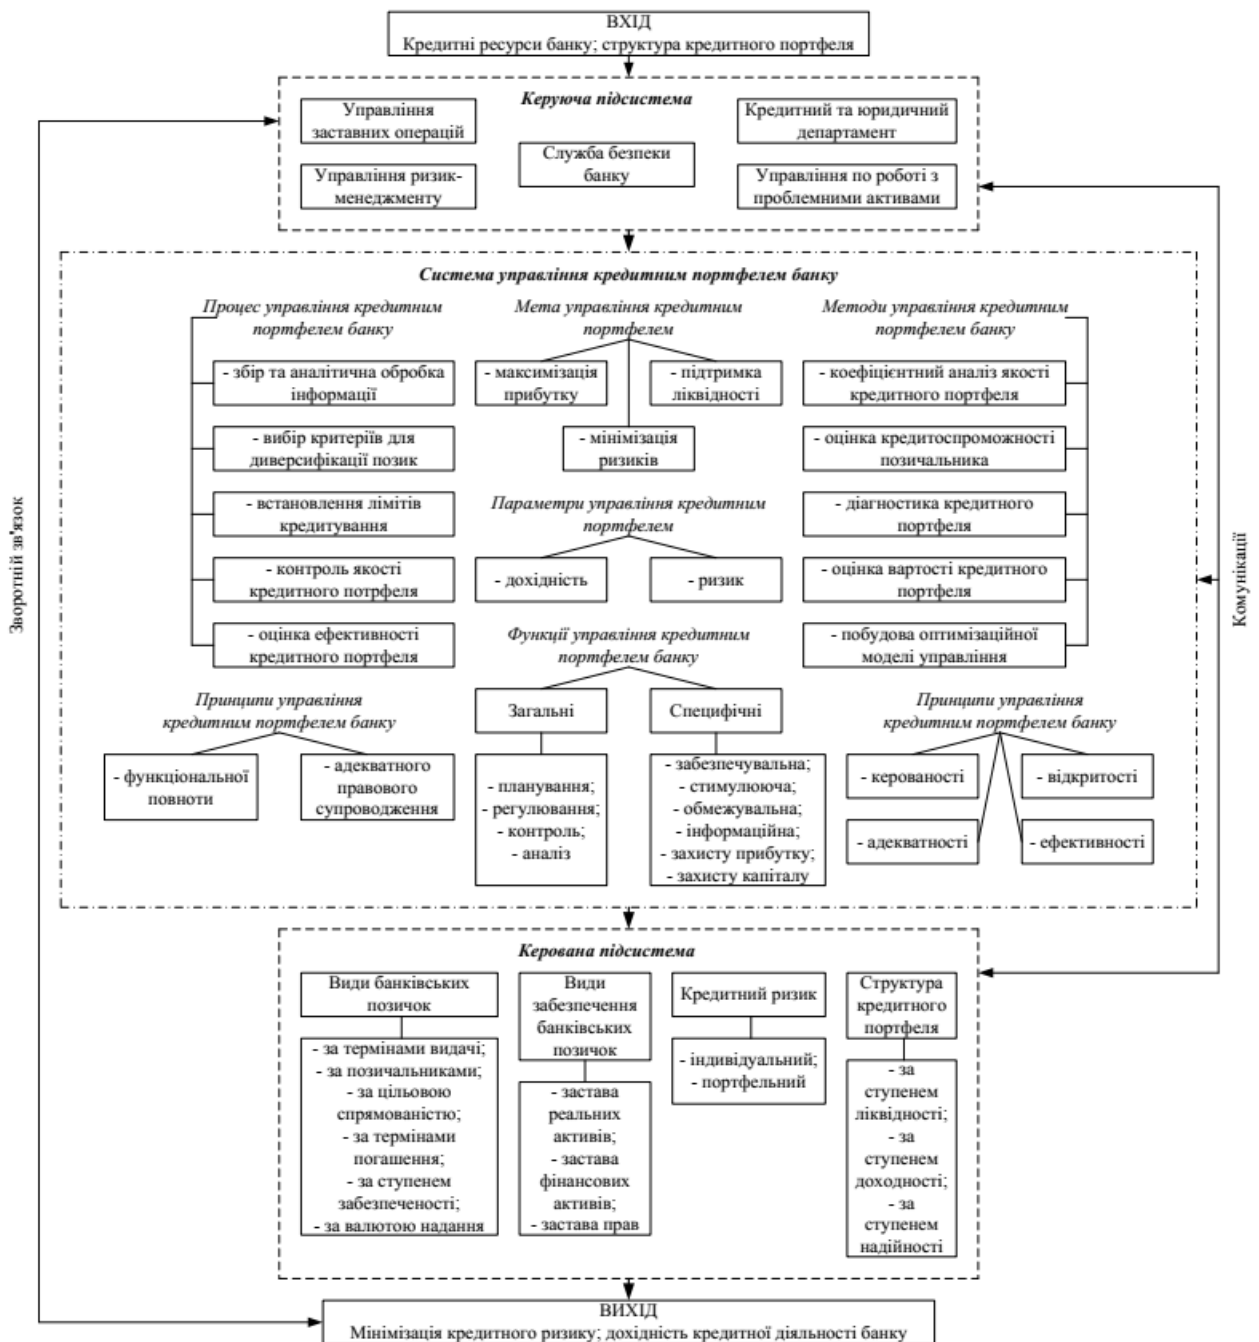 ВХІД
Кредитні ресурси банку; структура кредитного портфеля
Керуюча підсистема
Управління
заставних операцій
Кредитний та юридичний
департамент
Служба безпеки
банку
Управління ризик-
менеджменту
Управління по роботі з
проблемними активами
Система управління кредитним портфелем банку
Процес управління кредитним
портфелем банку
- збір та аналітична обробка
інформації
- вибір критеріїв для
диверсифікації позик
- встановлення лімітів
кредитування
- контроль якості
кредитного потрфеля
- оцінка ефективності
кредитного портфеля
Мета управління кредитним
портфелем
- максимізація
прибутку
- підтримка
ліквідності
- мінімізація
ризиків
Параметри управління кредитним
портфелем
- дохідність
- ризик
Функції управління кредитним
портфелем банку
Загальні
- планування;
- регулювання;
- контроль;
- аналіз
Специфічні
- забезпечувальна;
- стимулююча;
- обмежувальна;
- інформаційна;
- захисту прибутку;
- захисту капіталу
Методи управління кредитним
портфелем банку
- коефіцієнтний аналіз якості
кредитного портфеля
- оцінка кредитоспроможності
позичальника
- діагностика кредитного
портфеля
- оцінка вартості кредитного
портфеля
- побудова оптимізаційної
моделі управління
Принципи управління
кредитним портфелем банку
- функціональної
повноти
- адекватного
правового
супроводження
Принципи управління
кредитним портфелем банку
- керованості
- відкритості
- адекватності
- ефективності
Керована підсистема
Види банківських
позичок
- за термінами видачі;
- за позичальниками;
- за цільовою
спрямованістю;
- за термінами
погашення;
- за ступенем
забезпеченості;
- за валютою надання
Види
забезпечення
банківських
позичок
- застава
реальних
активів;
- застава
фінансових
активів;
- застава прав
Кредитний ризик
- індивідуальний;
- портфельний
Структура
кредитного
портфеля
- за
ступенем
ліквідності;
- за
ступенем
доходності;
- за
ступенем
надійності
ВИХІД
Мінімізація кредитного ризику; дохідність кредитної діяльності банку
Зворотній зв'язок
Комунікації